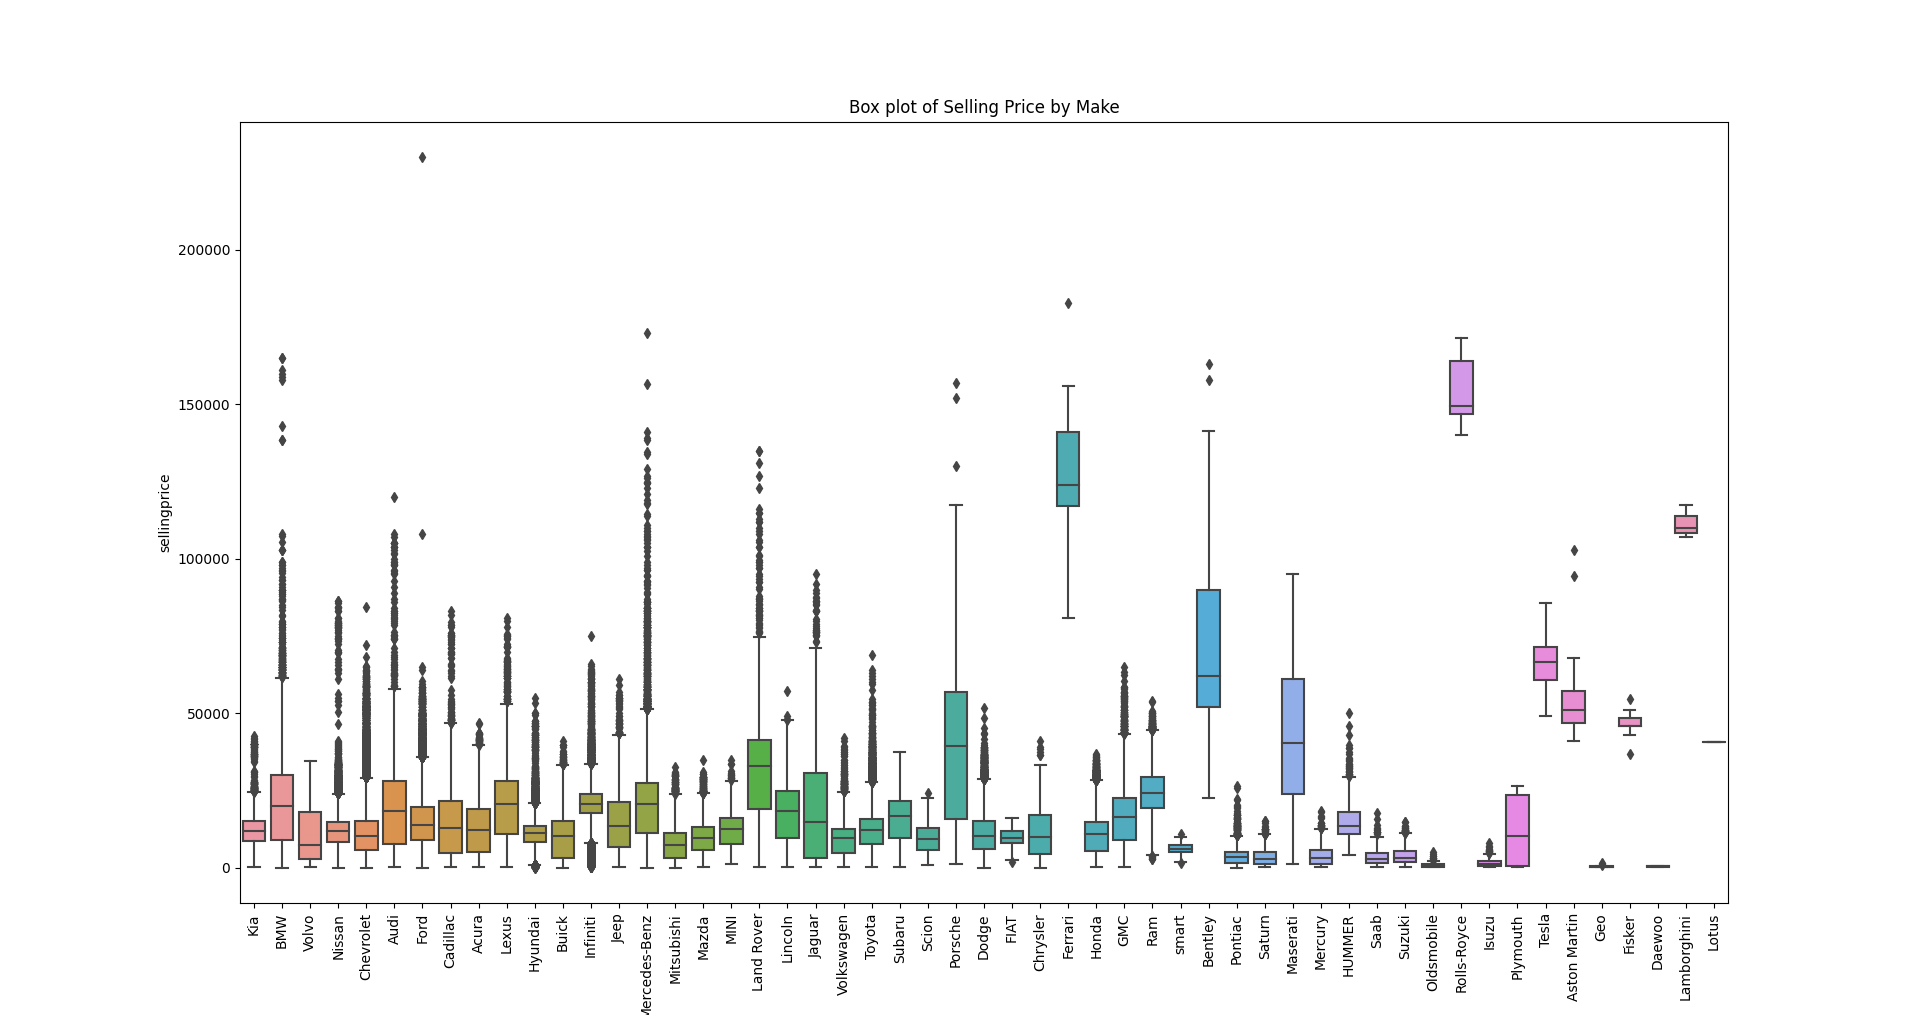 Box plot of Selling Price by Make
sellingprice
200000
150000
100000
50000
0
Kia
BMW
Volvo
Nissan
Chevrolet
Audi
Ford
Cadillac
Acura
Lexus
Hyundai
Buick
Infiniti
Jeep
Mercedes-Benz
Mitsubishi
Mazda
MINI
Land Rover
Lincoln
Jaguar
Volkswagen
Toyota
Subaru
Scion
Porsche
Dodge
FIAT
Chrysler
Ferrari
Honda
GMC
Ram
smart
Bentley
Pontiac
Saturn
Maserati
Mercury
HUMMER
Saab
Suzuki
Oldsmobile
Rolls-Royce
Isuzu
Plymouth
Tesla
Aston Martin
Geo
Fisker
Daewoo
Lamborghini
Lotus